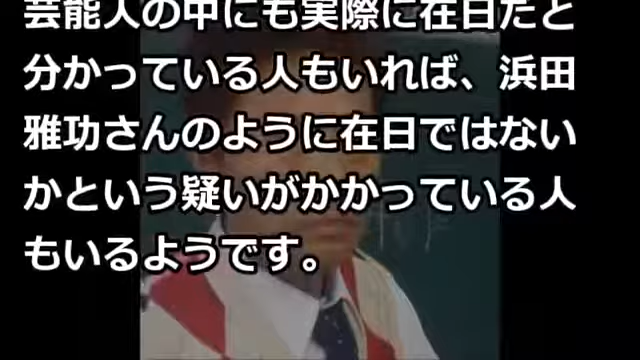 芸能人の中にも実際に在日だと
分かっている人もいれば、浜田
雅功さんのように在日ではない
かという疑いがかかっている人
もいるようです。